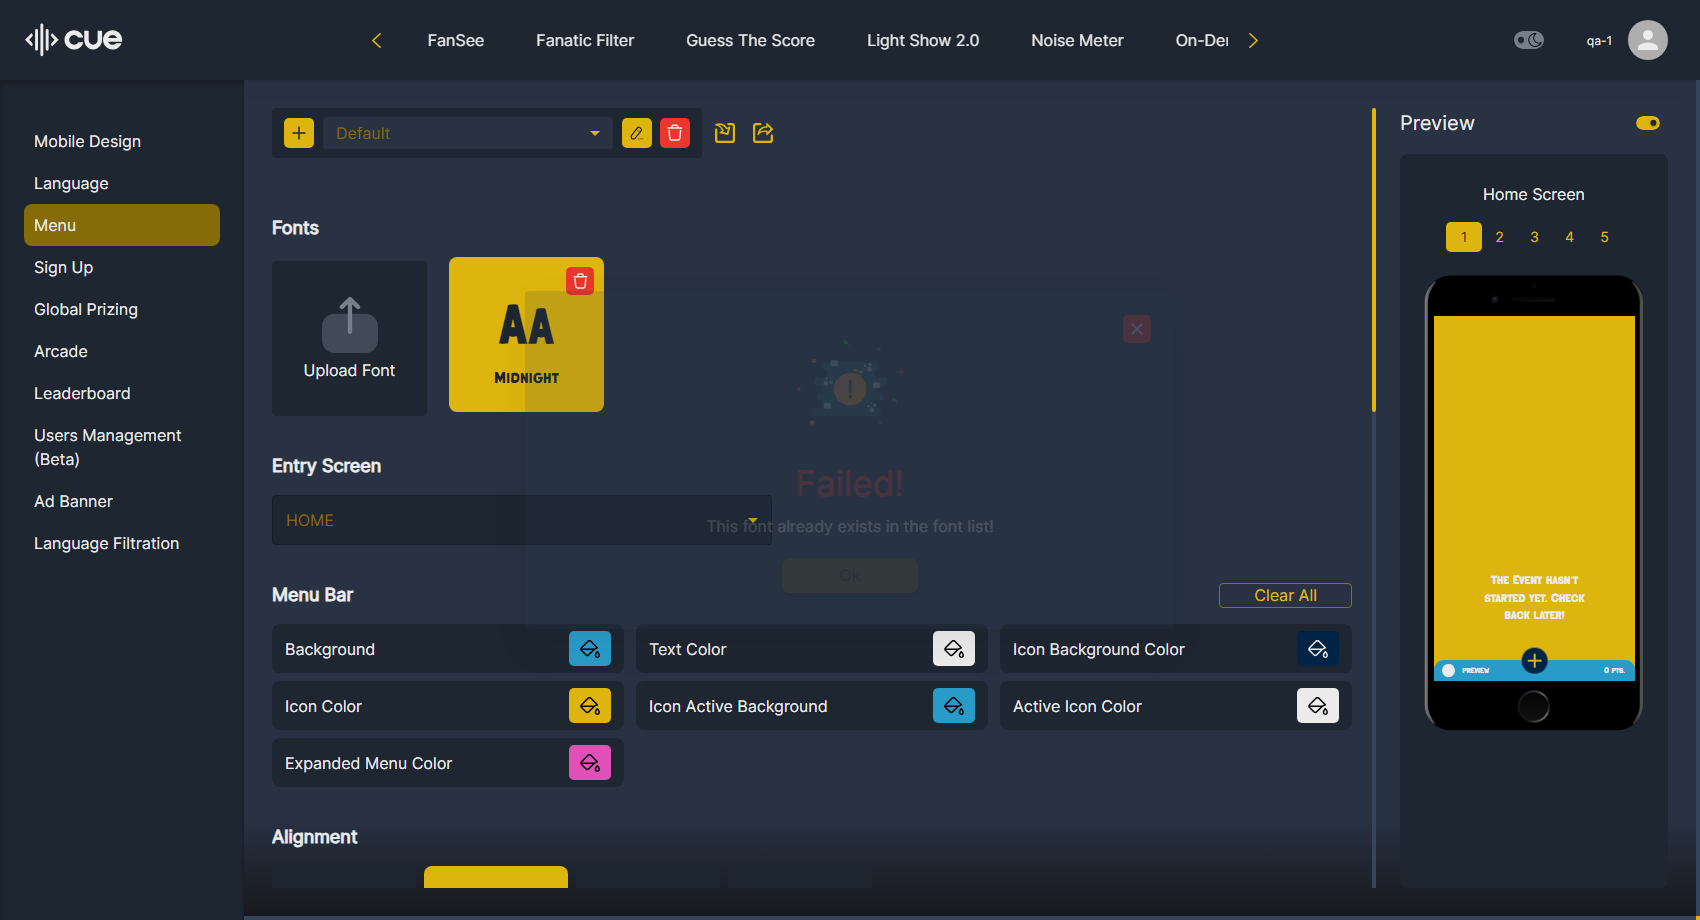 cue
FanSee
Fanatic Filter
Guess The Score
Light Show 2.0
Noise Meter
On-De
qa-1
Mobile Design
Language
Menu
Sign Up
Global Prizing
Arcade
Leaderboard
Users Management
(Beta)
Ad Banner
Language Filtration
Default
Fonts
Upload Font
AA
Midnight
Failed!
This font already exists in the font list!
Ok
Entry Screen
HOME
Menu Bar
Clear All
Background
Text Color
Icon Background Color
Icon Color
Icon Active Background
Active Icon Color
Expanded Menu Color
Alignment
Preview
Home Screen
1 2 3 4 5
The Event hasn't
started yet. Check
back later!
PREVIEW
0 PTS.